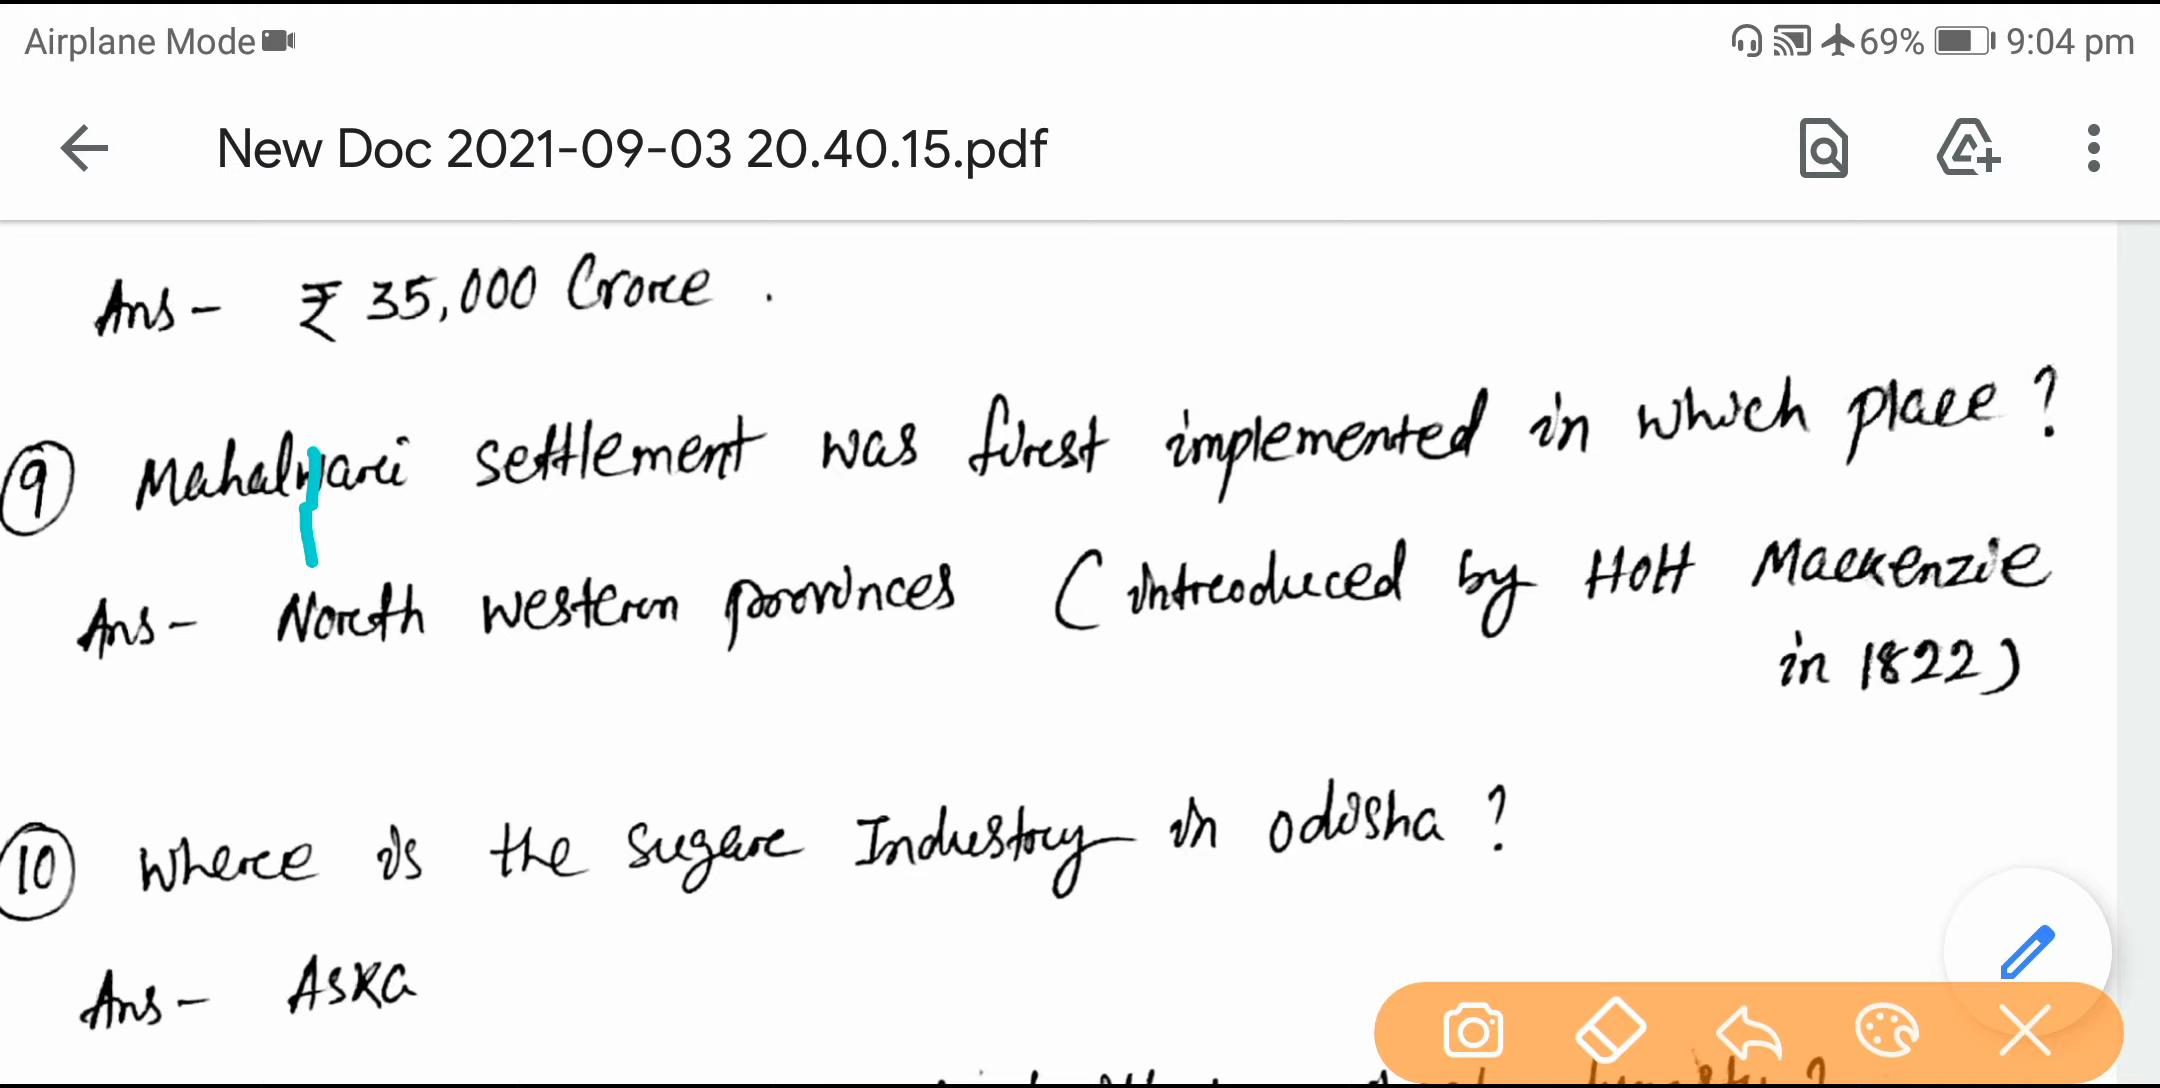 Airplane Mode
69% 9:04 pm
New Doc 2021-09-03 20.40.15.pdf
Ans - ₹ 35,000 Crore .
9 Mahalwari settlement was first implemented in which place ?
Ans - North western provinces ( introduced by Holt Mackenzie
in 1822)
10 Where is the sugar Industry in odisha ?
Ans - ASKA